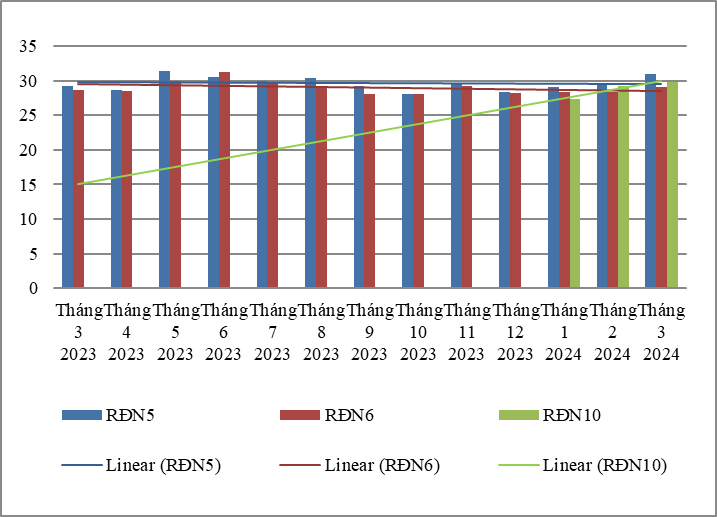 35
30
25
20
15
10
5
0
Tháng Tháng Tháng Tháng Tháng Tháng Tháng Tháng Tháng Tháng Tháng Tháng Tháng
3 4 5 6 7 8 9 10 11 12 1 2 3
2023 2023 2023 2023 2023 2023 2023 2023 2023 2023 2024 2024 2024
RĐN5 RĐN6 RĐN10
Linear (RĐN5) Linear (RĐN6) Linear (RĐN10)